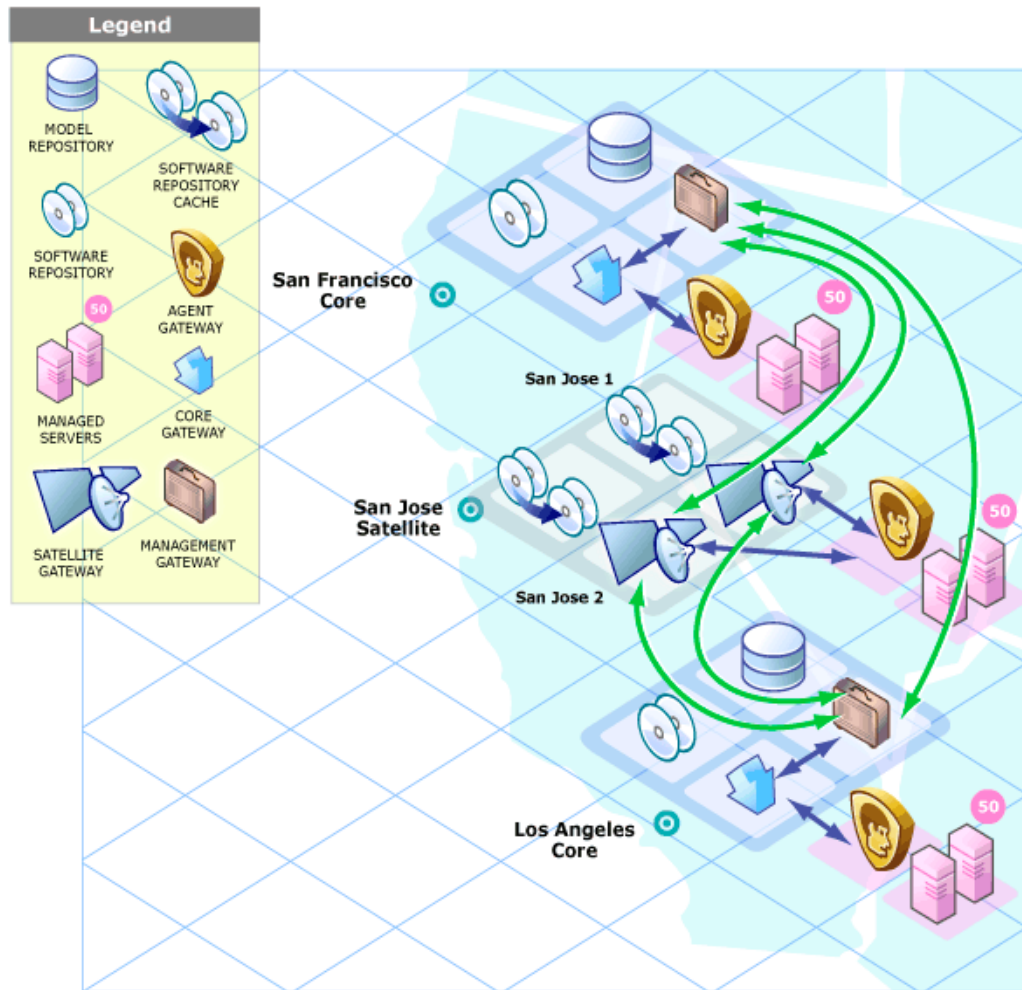 Legend
MODEL
REPOSITORY
SOFTWARE
REPOSITORY
CACHE
SOFTWARE
REPOSITORY
AGENT
GATEWAY
50
MANAGED
SERVERS
CORE
GATEWAY
SATELLITE
GATEWAY
MANAGEMENT
GATEWAY
San Francisco
Core
50
San Jose 1
San Jose
Satellite
50
San Jose 2
Los Angeles
Core
50